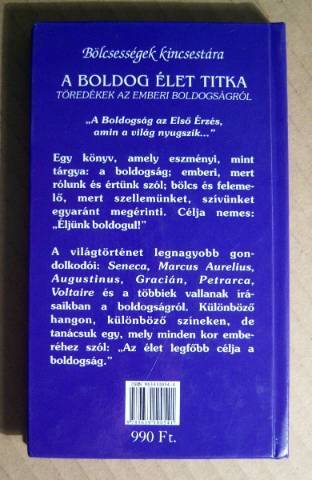 Bölcsességek kincsestára
A BOLDOG ÉLET TITKA
TÖREDÉKEK AZ EMBERI BOLDOGSÁGRÓL
„A Boldogság az Első Érzés,
amin a világ nyugszik..."
Egy könyv, amely eszményi, mint
tárgya: a boldogság; emberi, mert
rólunk és értünk szól; bölcs és feleme-
lő, mert szellemünket, szívünket
egyaránt megérinti. Célja nemes:
„Éljünk boldogul!"
A világtörténet legnagyobb gon-
dolkodói: Seneca, Marcus Aurelius,
Augustinus, Gracián, Petrarca,
Voltaire és a többiek vallanak írá-
saikban a boldogságról. Különböző
hangon, különböző színeken, de
tanácsuk egy, mely minden kor embe-
réhez szól: „Az élet legfőbb célja a
boldogság."
990 Ft.